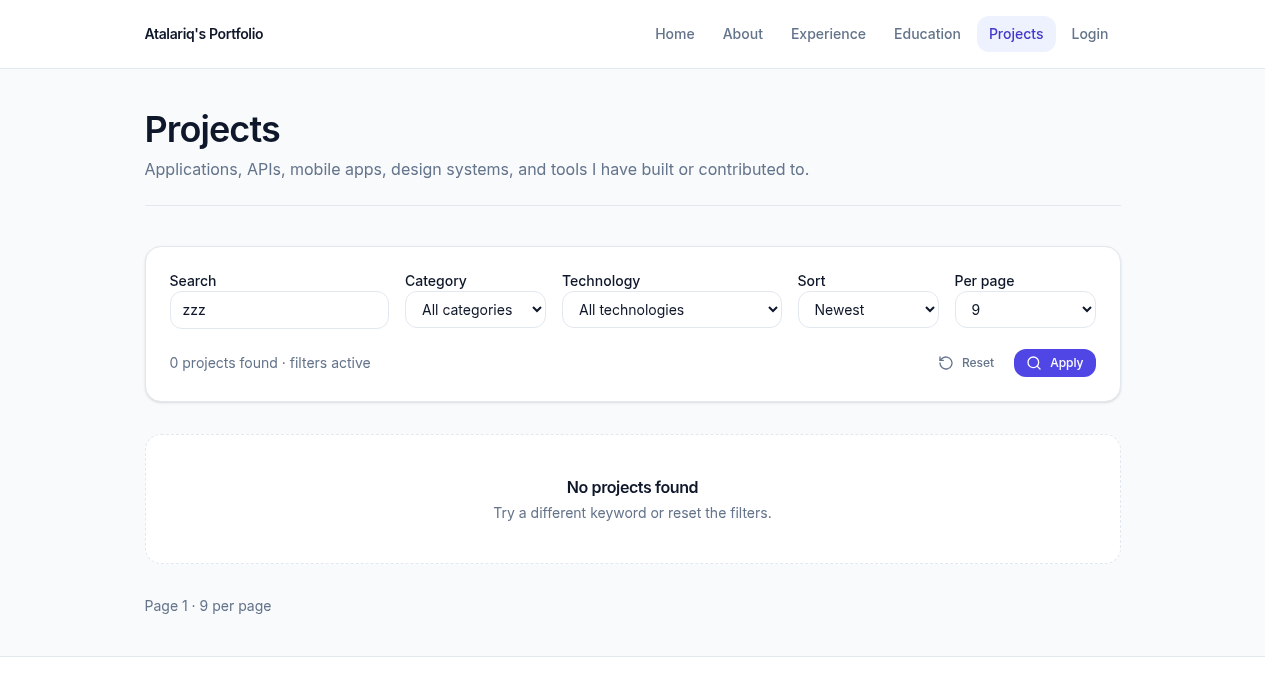 Atalariq's Portfolio
Home About Experience Education Projects Login
Projects
Applications, APIs, mobile apps, design systems, and tools I have built or contributed to.
Search Category Technology Sort Per page
zzz All categories All technologies Newest 9
0 projects found · filters active Reset Apply
No projects found
Try a different keyword or reset the filters.
Page 1 · 9 per page